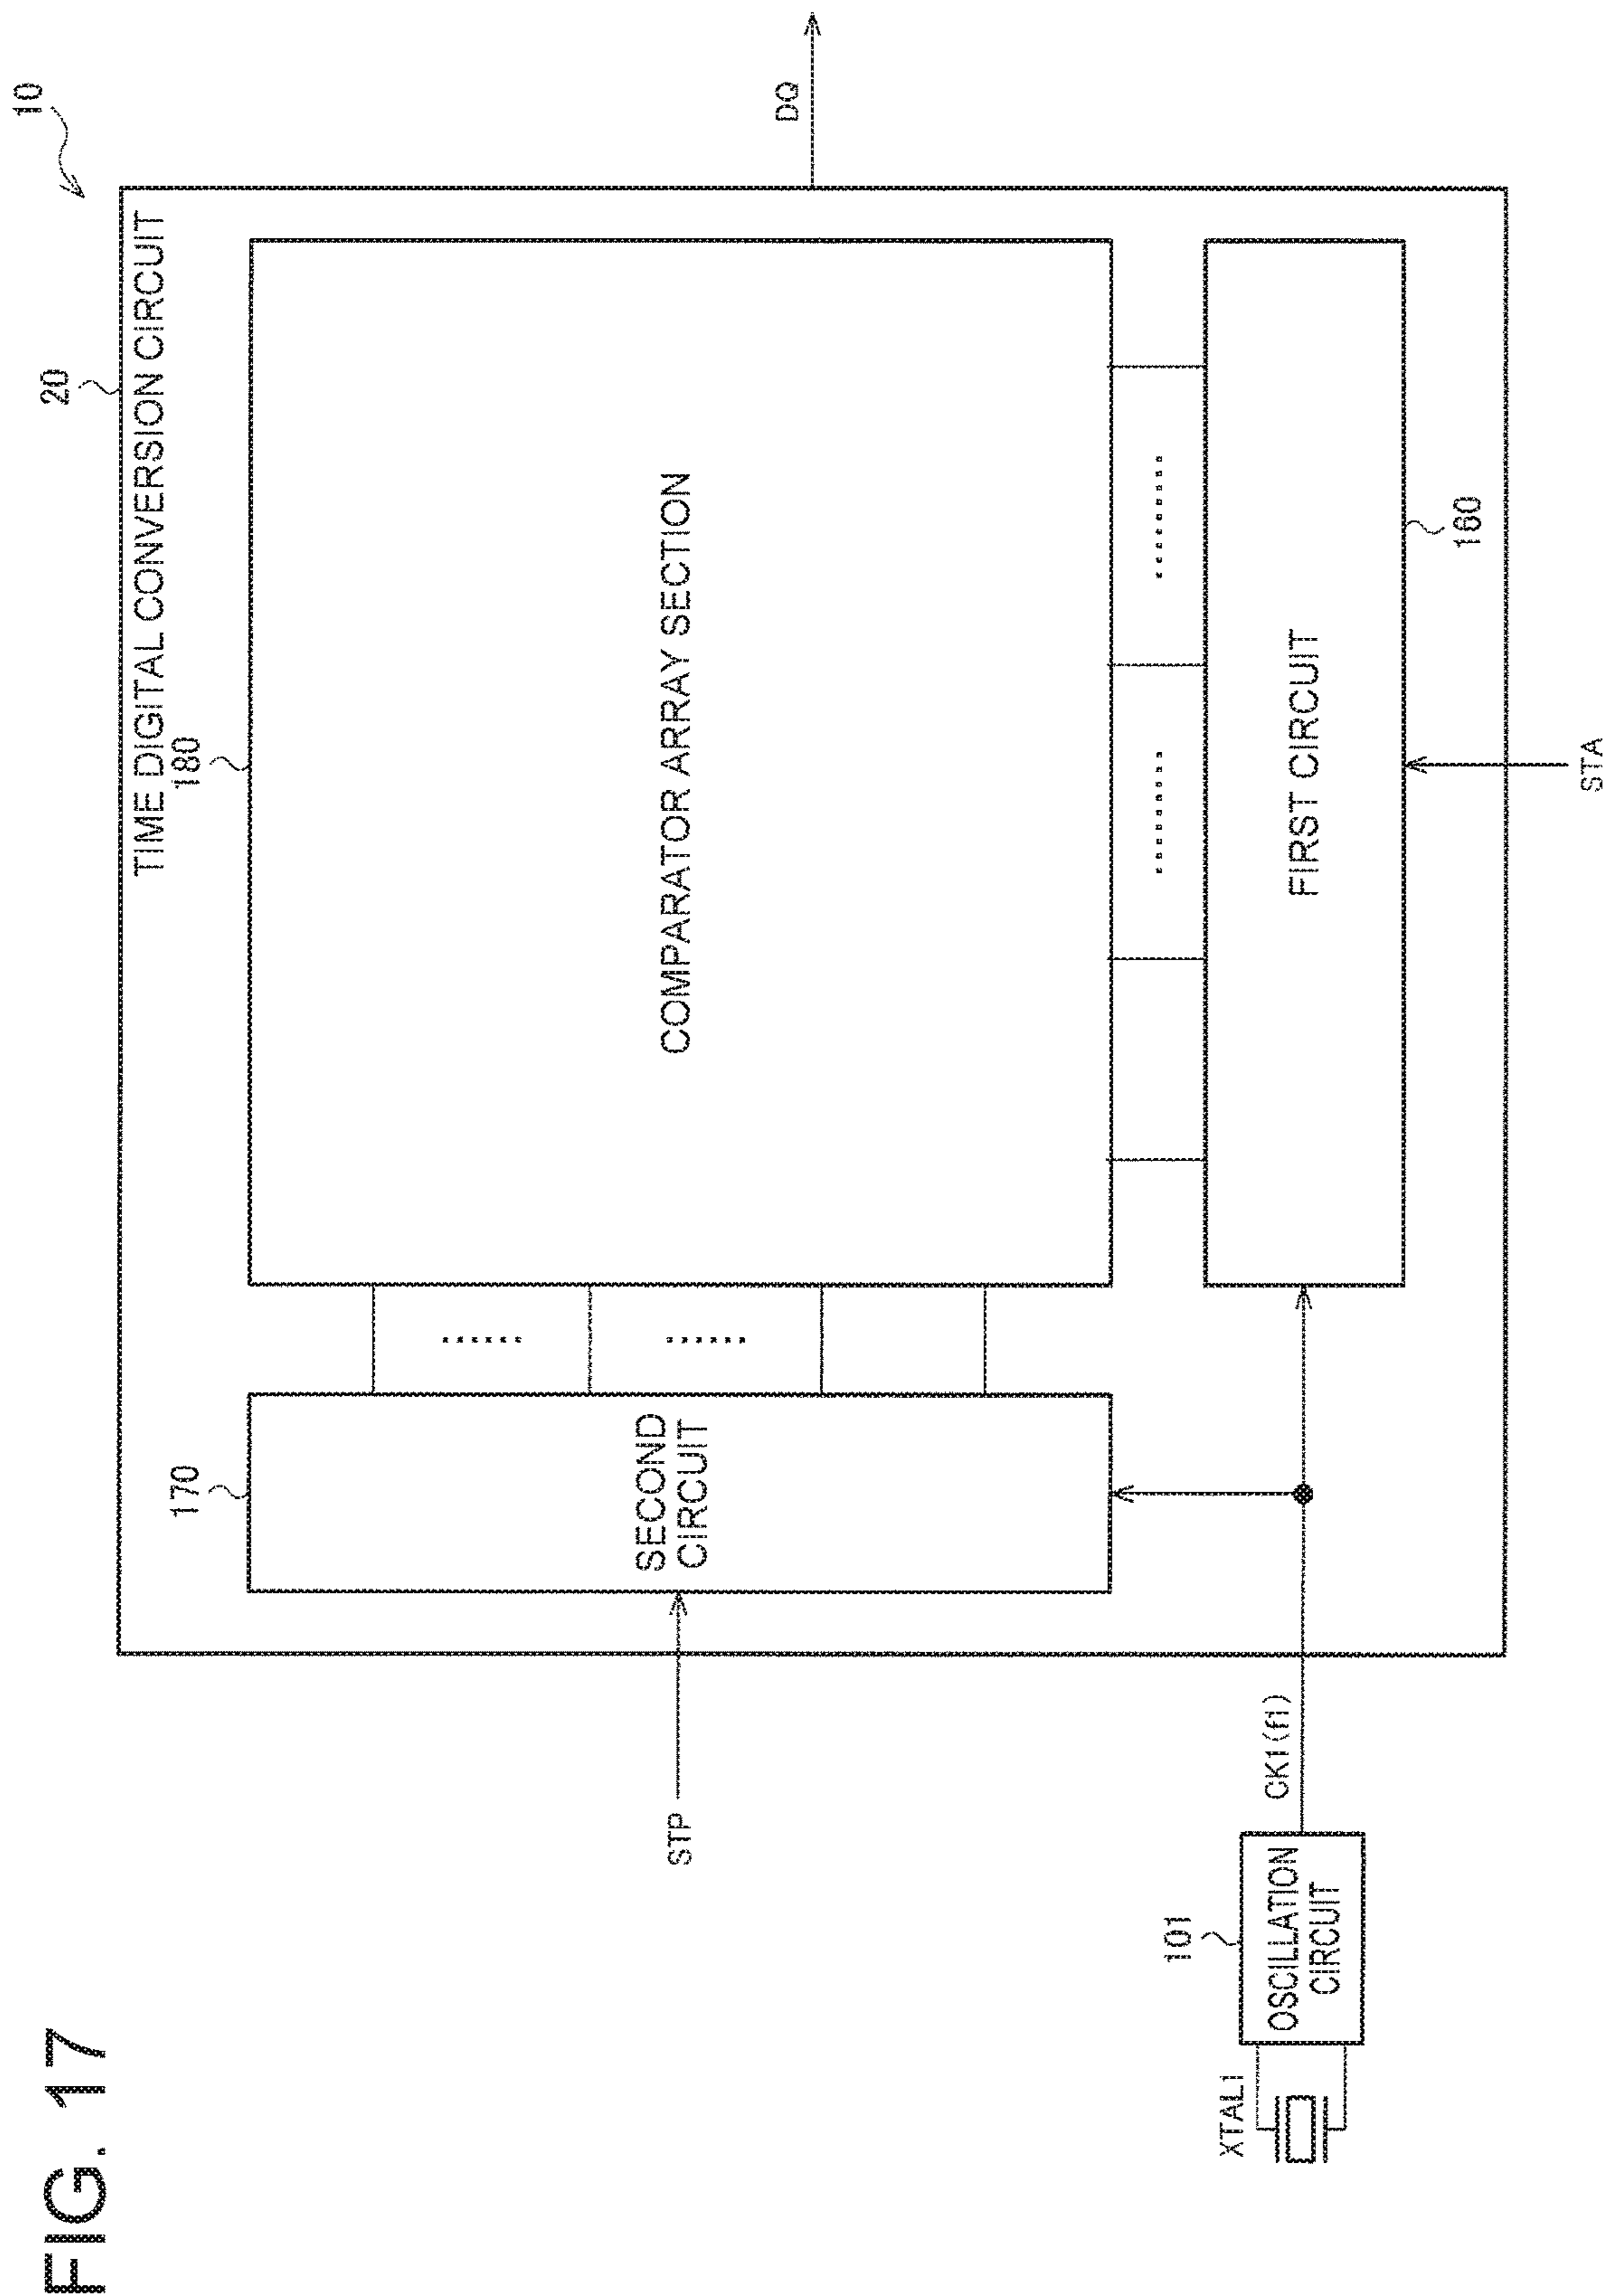 FIG. 17
10
20
TIME DIGITAL CONVERSION CIRCUIT
180
COMPARATOR ARRAY SECTION
DQ
170
SECOND
CIRCUIT
STP
FIRST CIRCUIT
160
STA
XTAL1
101
OSCILLATION
CIRCUIT
CK1(f1)